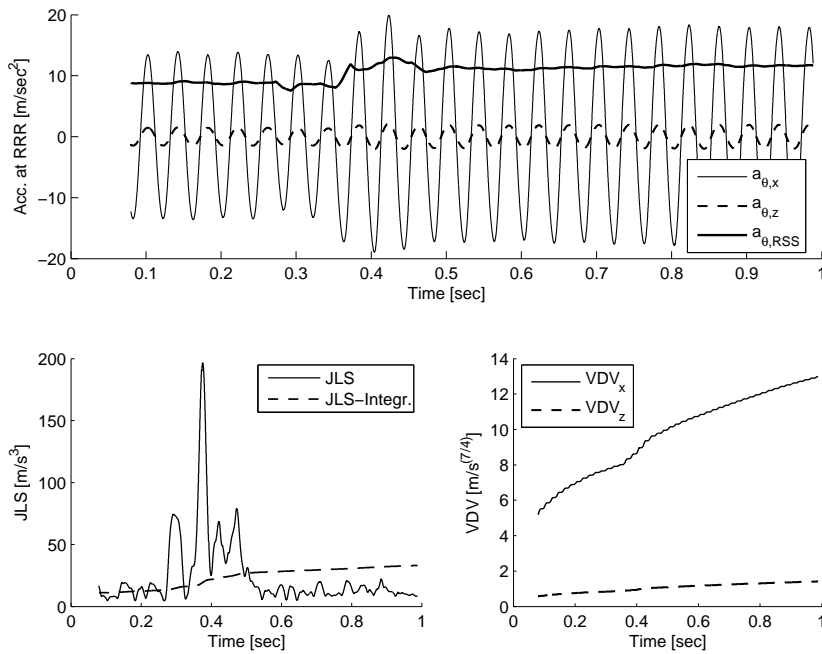 20
10
0
−10
−20
Acc. at RRR [m/sec²]
a_θ,x
a_θ,z
a_θ,RSS
0 0.1 0.2 0.3 0.4 0.5 0.6 0.7 0.8 0.9 1
Time [sec]
200
150
100
50
0
JLS [m/s³]
JLS
JLS−Integr.
0 0.2 0.4 0.6 0.8 1
Time [sec]
14
12
10
8
6
4
2
0
VDV [m/s^(7/4)]
VDV_x
VDV_z
0 0.2 0.4 0.6 0.8 1
Time [sec]